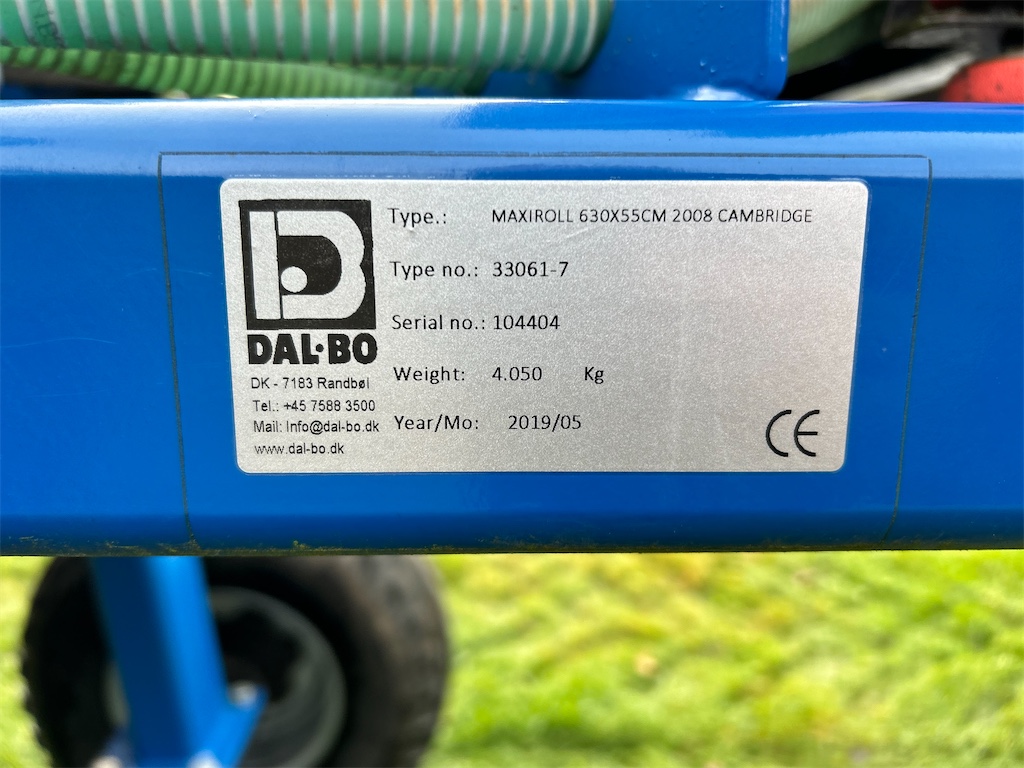 Type.: MAXIROLL 630X55CM 2008 CAMBRIDGE
Type no.: 33061-7
Serial no.: 104404
Weight: 4.050 Kg
Year/Mo: 2019/05
DAL·BO
DK - 7183 Randbøl
Tel.: +45 7588 3500
Mail: Info@dal-bo.dk
www.dal-bo.dk
CE